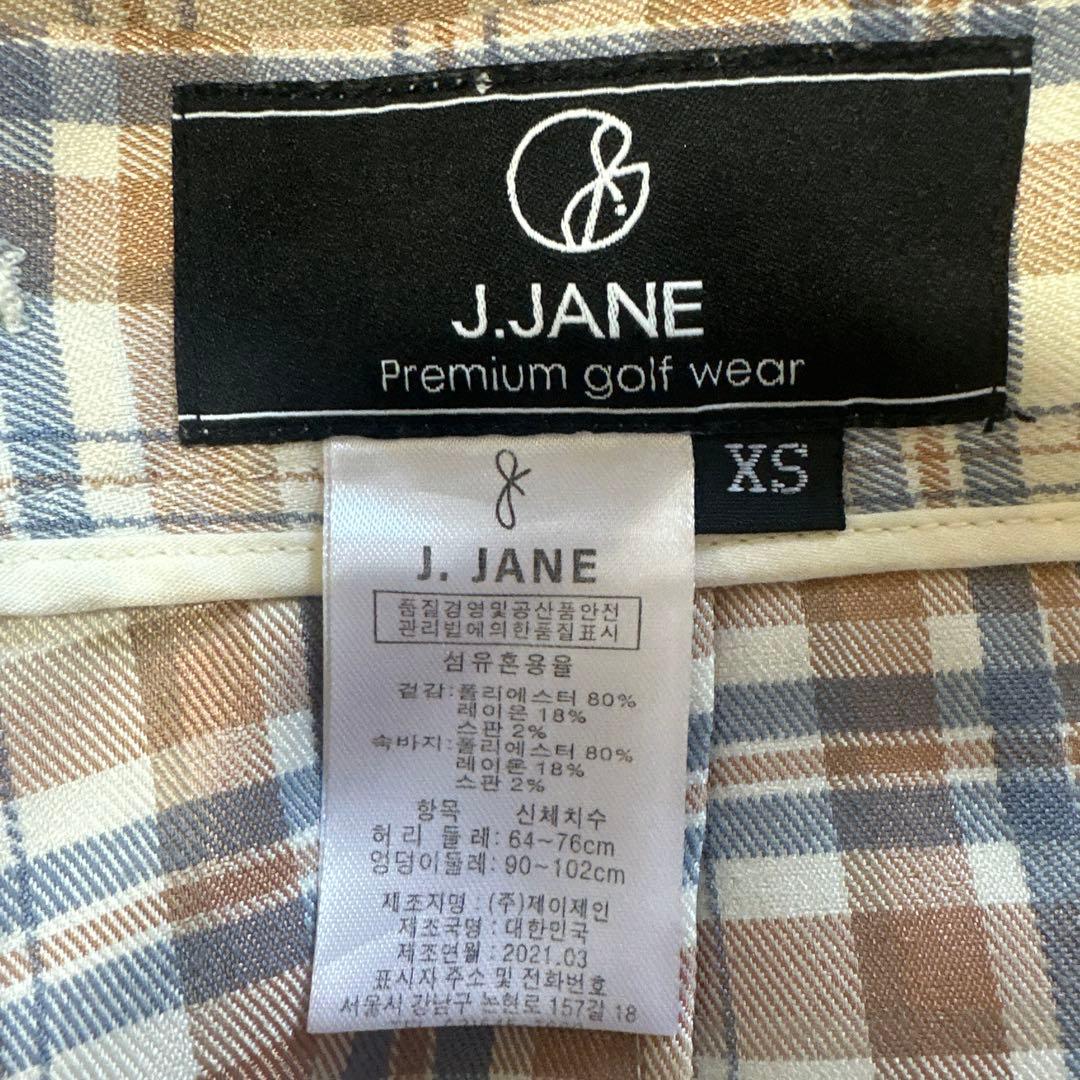 J.JANE
Premium golf wear
XS
J. JANE
품질경영및공산품안전
관리법에의한품질표시
섬유혼용율
겉감:폴리에스터 80%
레이온 18%
스판 2%
속바지:폴리에스터 80%
레이온 18%
스판 2%
항목 신체치수
허리 둘레: 64~76cm
엉덩이둘레: 90~102cm
제조자명 : (주)제이제인
제조국명 : 대한민국
제조연월 : 2021.03
표시자 주소 및 전화번호
서울시 강남구 논현로 157길 18